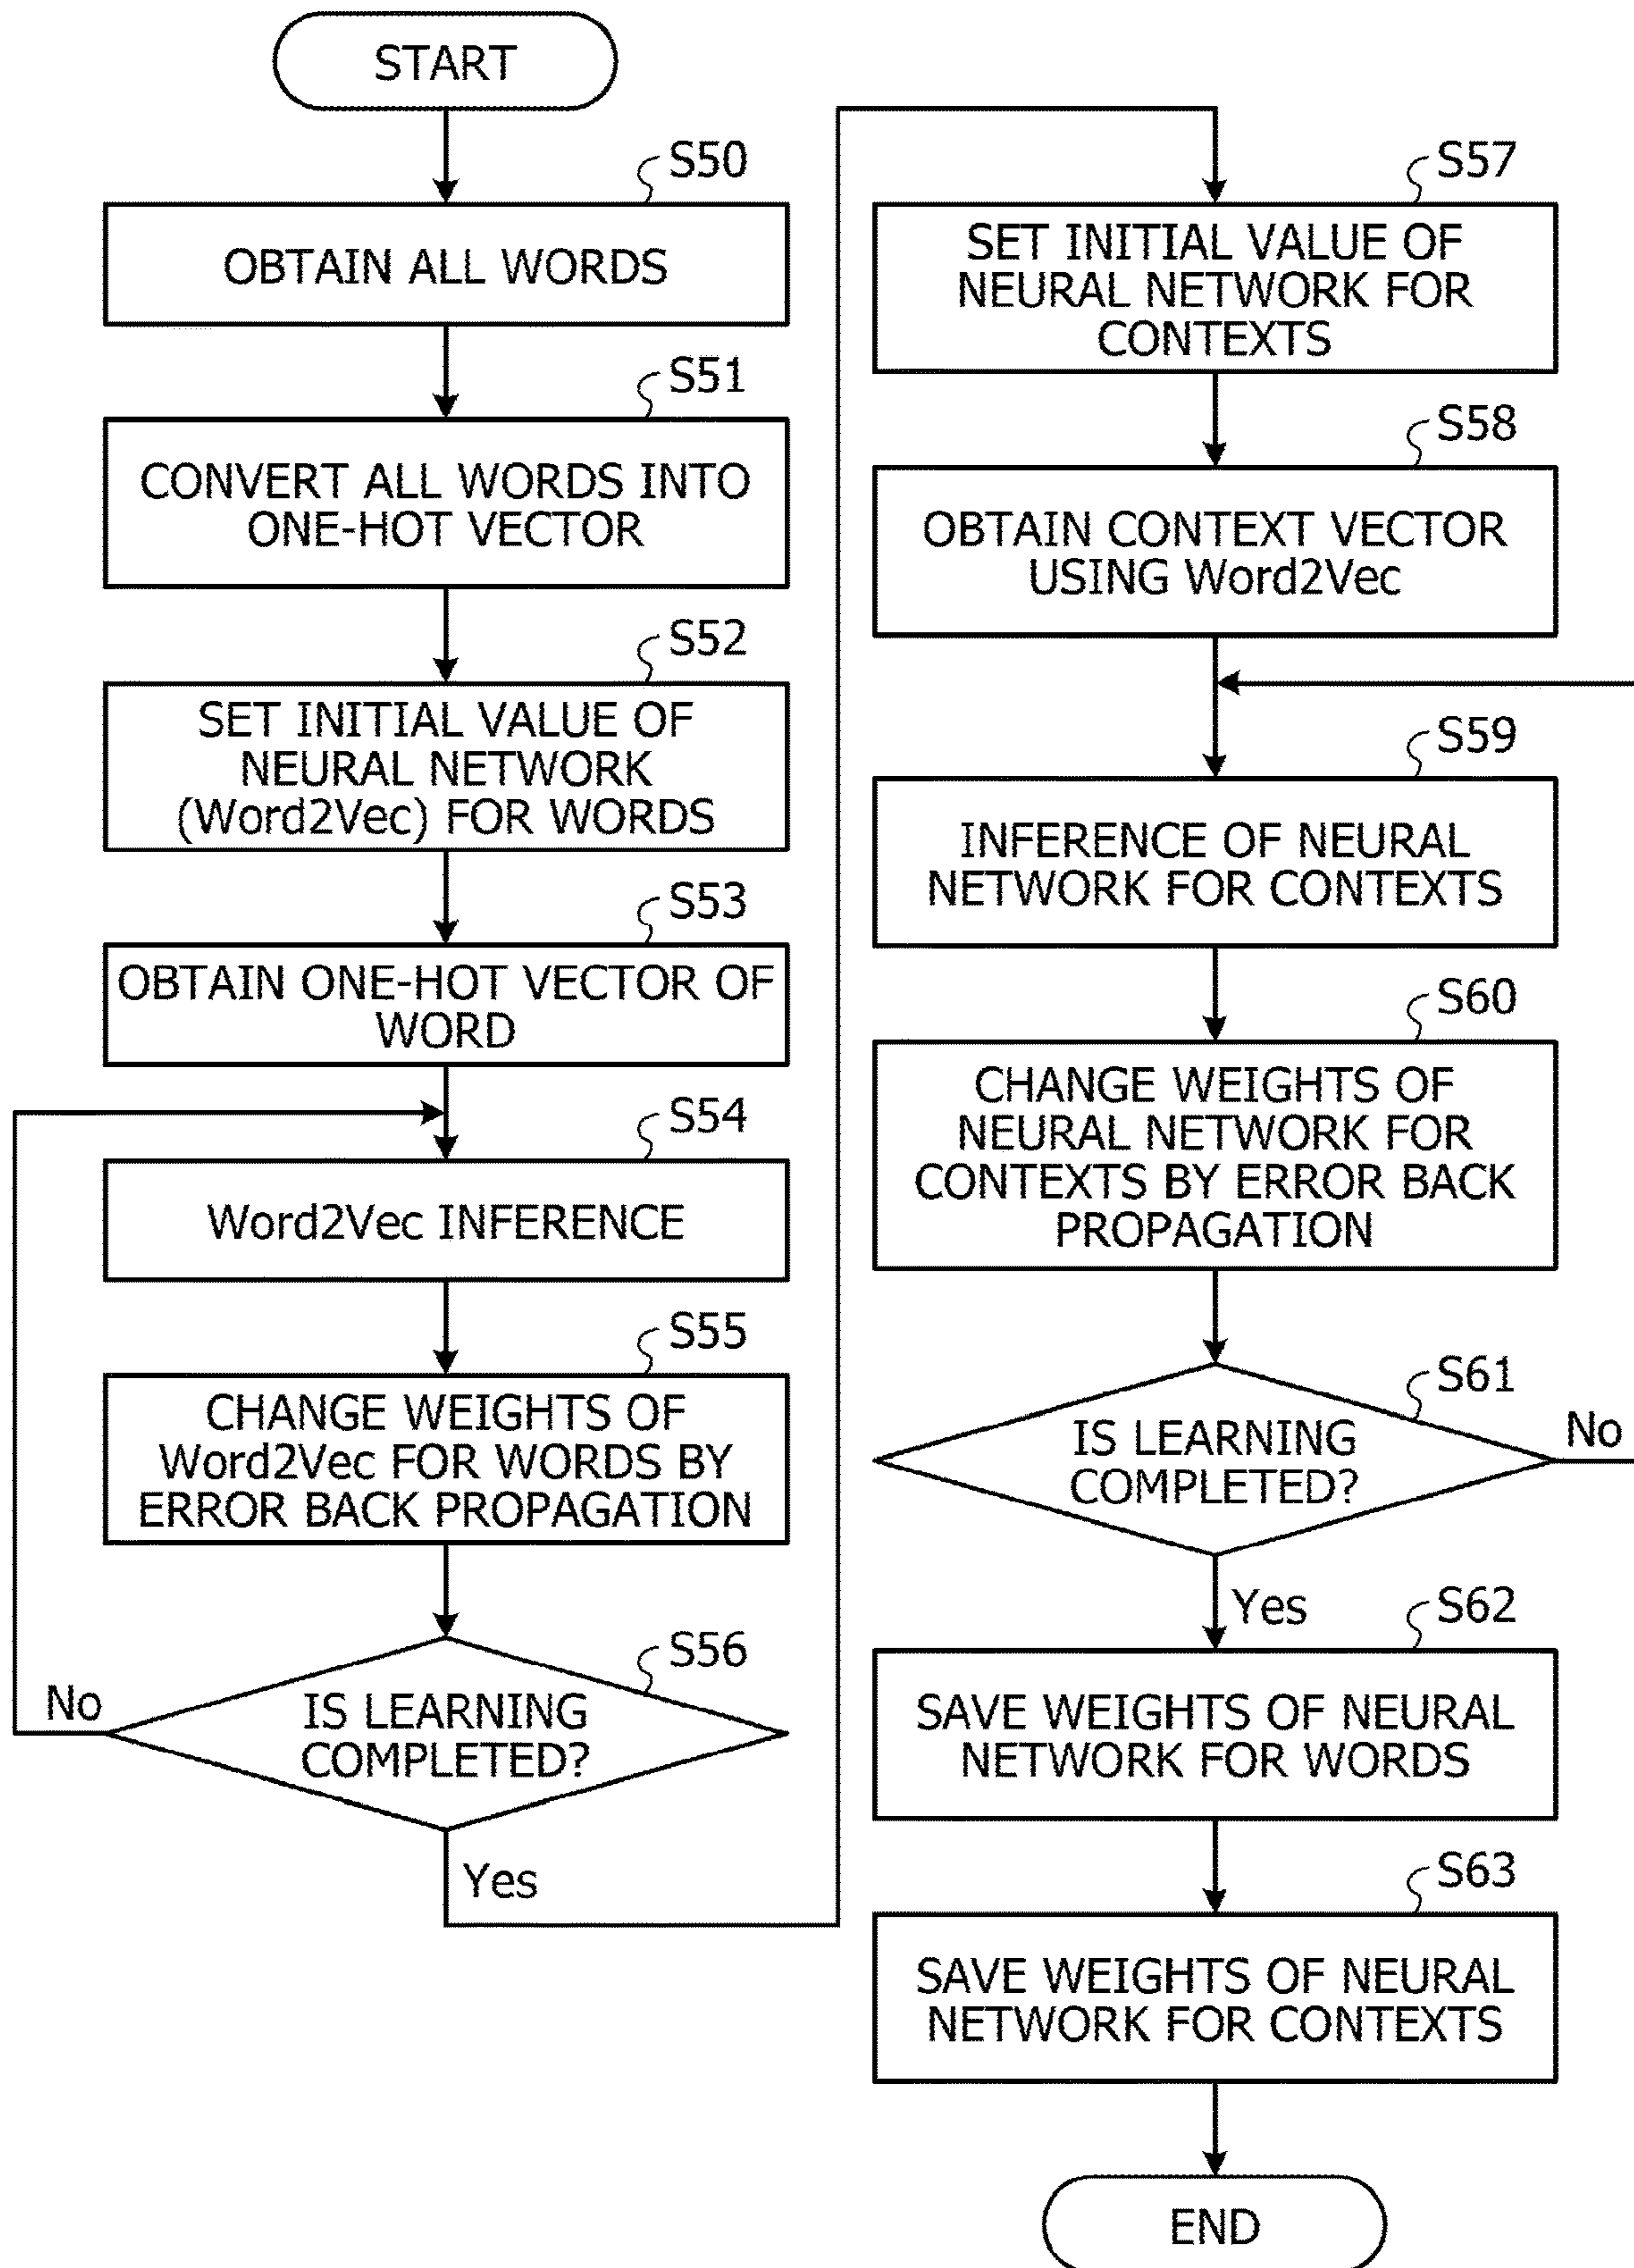 START
S50
OBTAIN ALL WORDS
S51
CONVERT ALL WORDS INTO
ONE-HOT VECTOR
S52
SET INITIAL VALUE OF
NEURAL NETWORK
(Word2Vec) FOR WORDS
S53
OBTAIN ONE-HOT VECTOR OF
WORD
S54
Word2Vec INFERENCE
S55
CHANGE WEIGHTS OF
Word2Vec FOR WORDS BY
ERROR BACK PROPAGATION
S56
No
IS LEARNING
COMPLETED?
Yes
S57
SET INITIAL VALUE OF
NEURAL NETWORK FOR
CONTEXTS
S58
OBTAIN CONTEXT VECTOR
USING Word2Vec
S59
INFERENCE OF NEURAL
NETWORK FOR CONTEXTS
S60
CHANGE WEIGHTS OF
NEURAL NETWORK FOR
CONTEXTS BY ERROR BACK
PROPAGATION
S61
No
IS LEARNING
COMPLETED?
Yes
S62
SAVE WEIGHTS OF NEURAL
NETWORK FOR WORDS
S63
SAVE WEIGHTS OF NEURAL
NETWORK FOR CONTEXTS
END